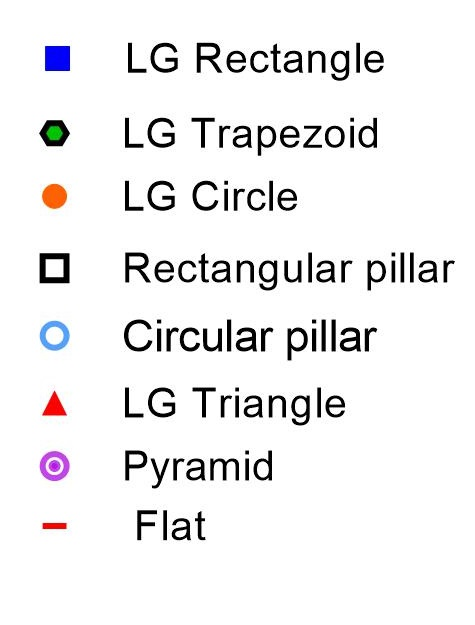 LG Rectangle
LG Trapezoid
LG Circle
Rectangular pillar
Circular pillar
LG Triangle
Pyramid
Flat